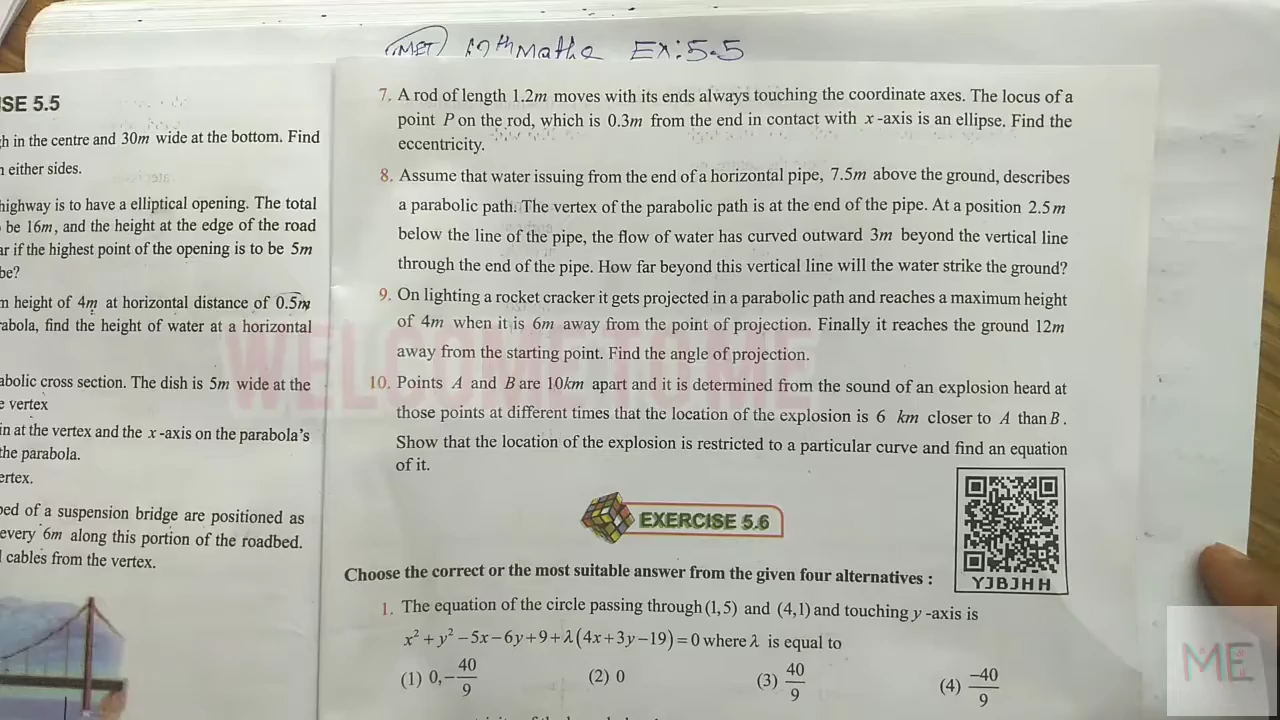 MET 12th Maths Ex: 5.5
SE 5.5
h in the centre and 30m wide at the bottom. Find
either sides.
highway is to have a elliptical opening. The total
be 16m, and the height at the edge of the road
ar if the highest point of the opening is to be 5m
be?
m height of 4m at horizontal distance of 0.5m
rabola, find the height of water at a horizontal
abolic cross section. The dish is 5m wide at the
e vertex
in at the vertex and the x-axis on the parabola's
the parabola.
ertex.
bed of a suspension bridge are positioned as
every 6m along this portion of the roadbed.
l cables from the vertex.
7. A rod of length 1.2m moves with its ends always touching the coordinate axes. The locus of a
point P on the rod, which is 0.3m from the end in contact with x-axis is an ellipse. Find the
eccentricity.
8. Assume that water issuing from the end of a horizontal pipe, 7.5m above the ground, describes
a parabolic path. The vertex of the parabolic path is at the end of the pipe. At a position 2.5m
below the line of the pipe, the flow of water has curved outward 3m beyond the vertical line
through the end of the pipe. How far beyond this vertical line will the water strike the ground?
9. On lighting a rocket cracker it gets projected in a parabolic path and reaches a maximum height
of 4m when it is 6m away from the point of projection. Finally it reaches the ground 12m
away from the starting point. Find the angle of projection.
10. Points A and B are 10km apart and it is determined from the sound of an explosion heard at
those points at different times that the location of the explosion is 6 km closer to A than B.
Show that the location of the explosion is restricted to a particular curve and find an equation
of it.
WELCOME TO ME
EXERCISE 5.6
YJBJHH
Choose the correct or the most suitable answer from the given four alternatives :
1. The equation of the circle passing through (1,5) and (4,1) and touching y-axis is
x² + y² −5x−6y+9+λ(4x+3y−19)=0 where λ is equal to
(1) 0,−40/9 (2) 0 (3) 40/9 (4) −40/9
ME